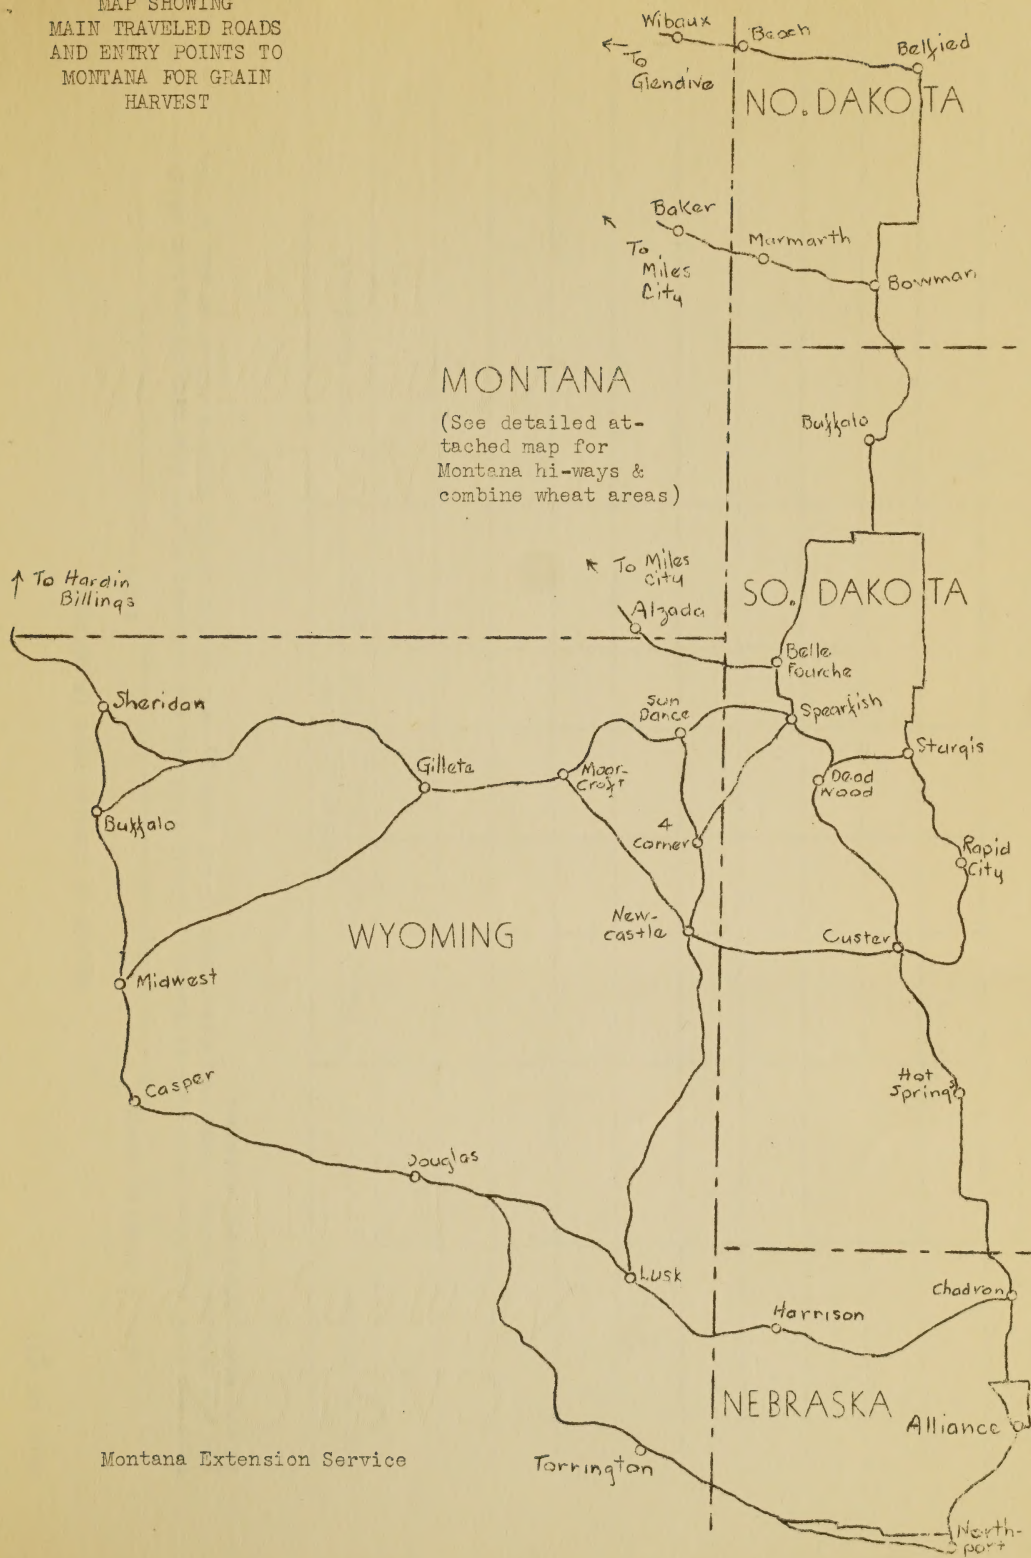 MAP SHOWING
MAIN TRAVELED ROADS
AND ENTRY POINTS TO
MONTANA FOR GRAIN
HARVEST
Wibaux
Beach
Belfied
To
Glendive
NO. DAKOTA
Baker
Marmarth
To
Miles
City
Bowman
MONTANA
(See detailed at-
tached map for
Montana hi-ways &
combine wheat areas)
Buffalo
To Hardin
Billings
To Miles
City
Alzada
SO. DAKOTA
Belle
Fourche
Sheridan
Sun
Dance
Spearfish
Gillete
Moor-
Croft
Sturgis
Dead
Wood
Buffalo
4
Corner
Rapid
City
New-
castle
WYOMING
Custer
Midwest
Casper
Hot
Springs
Douglas
Lusk
Chadron
Harrison
NEBRASKA
Alliance
Montana Extension Service
Torrington
North-
port